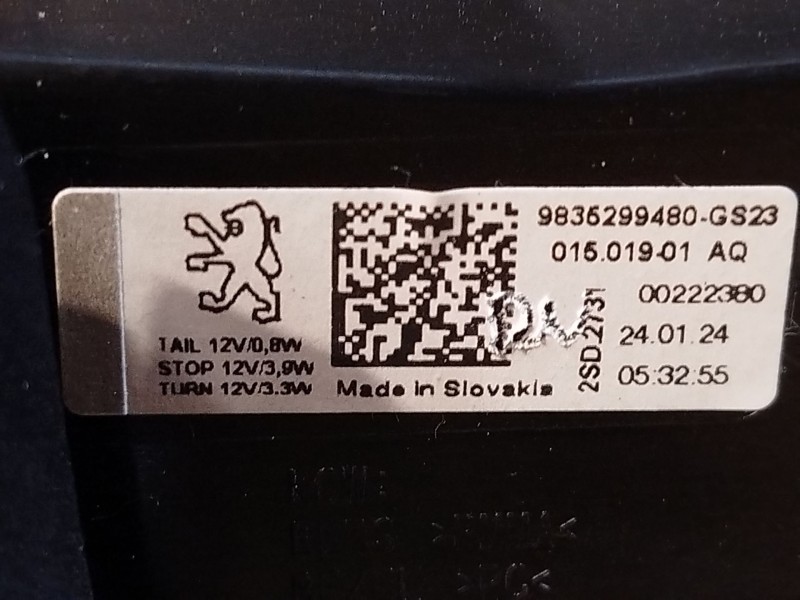 9835299480-GS23
015.019-01 AQ
00222380
24.01.24
05:32:55
2SD.2731
TAIL 12V/0,8W
STOP 12V/3,9W
TURN 12V/3.3W
Made in Slovakia